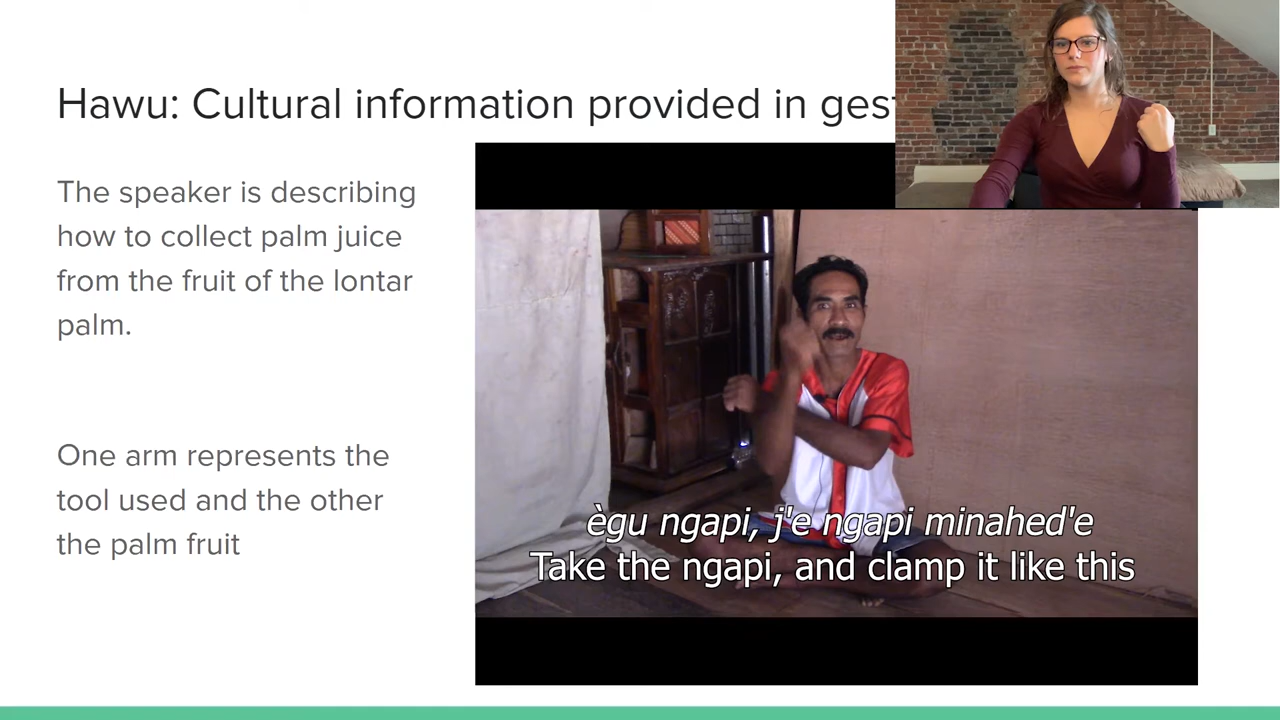 Hawu: Cultural information provided in gest
The speaker is describing
how to collect palm juice
from the fruit of the lontar
palm.
One arm represents the
tool used and the other
the palm fruit
ègu ngapi, j'e ngapi minahed'e
Take the ngapi, and clamp it like this